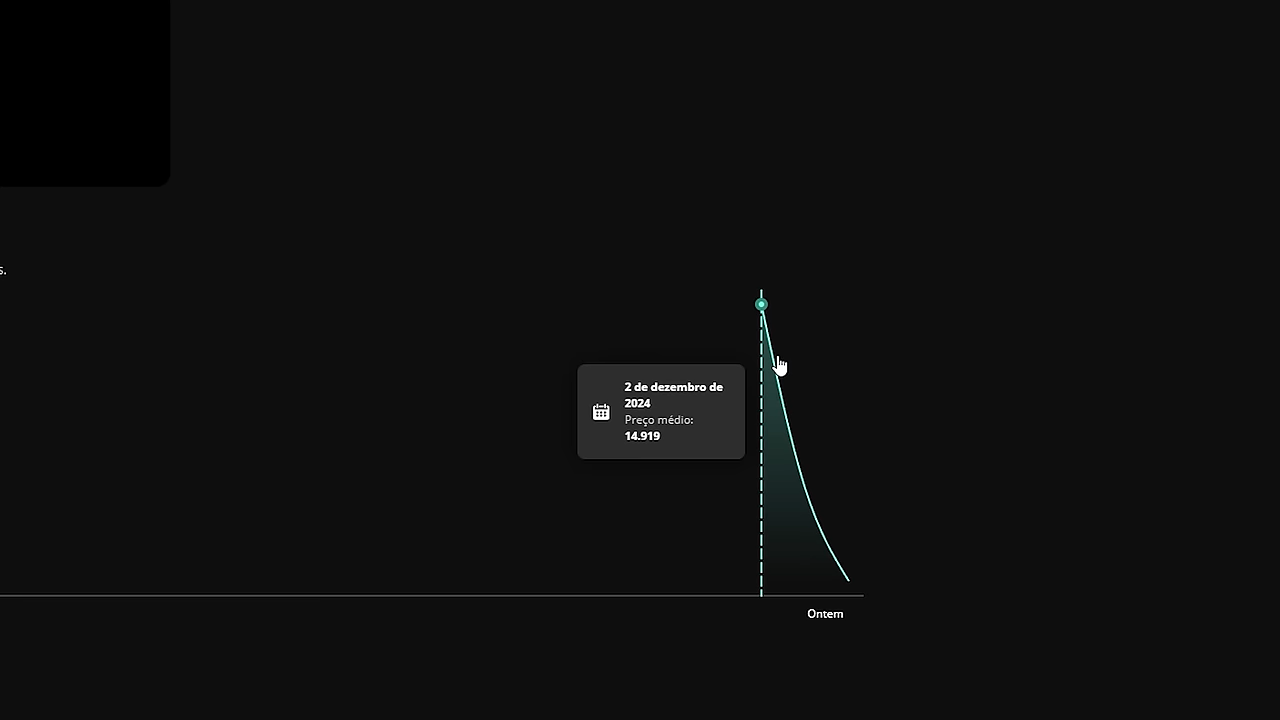 s.
2 de dezembro de
2024
Preço médio:
14.919
Ontem